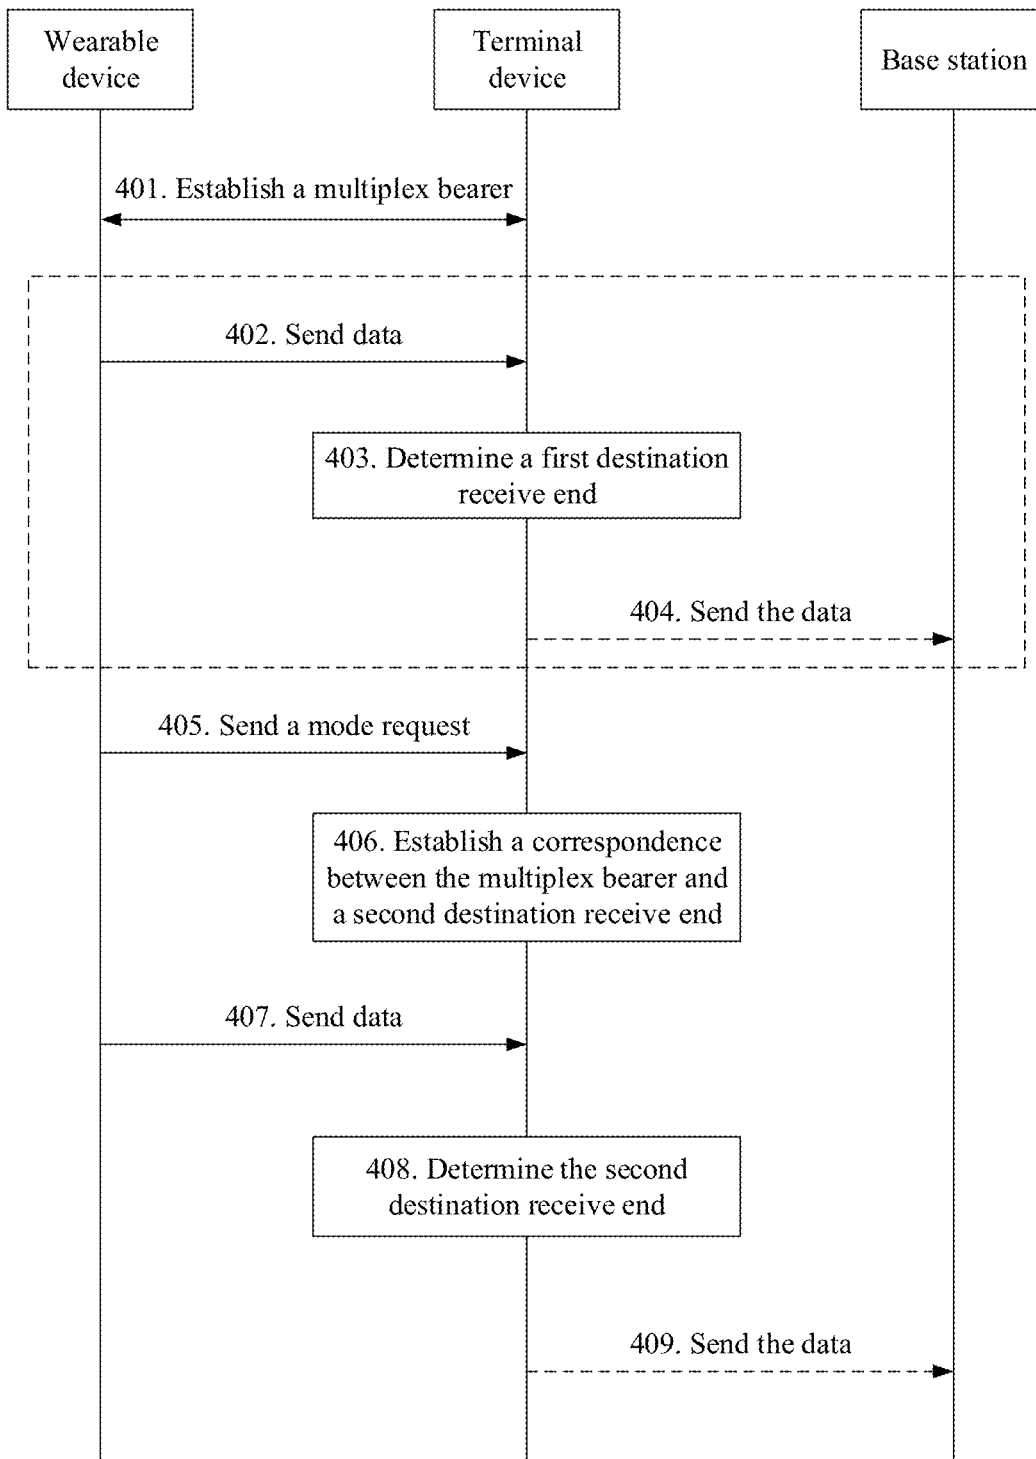 Wearable
device
Terminal
device
Base station
401. Establish a multiplex bearer
402. Send data
403. Determine a first destination
receive end
404. Send the data
405. Send a mode request
406. Establish a correspondence
between the multiplex bearer and
a second destination receive end
407. Send data
408. Determine the second
destination receive end
409. Send the data